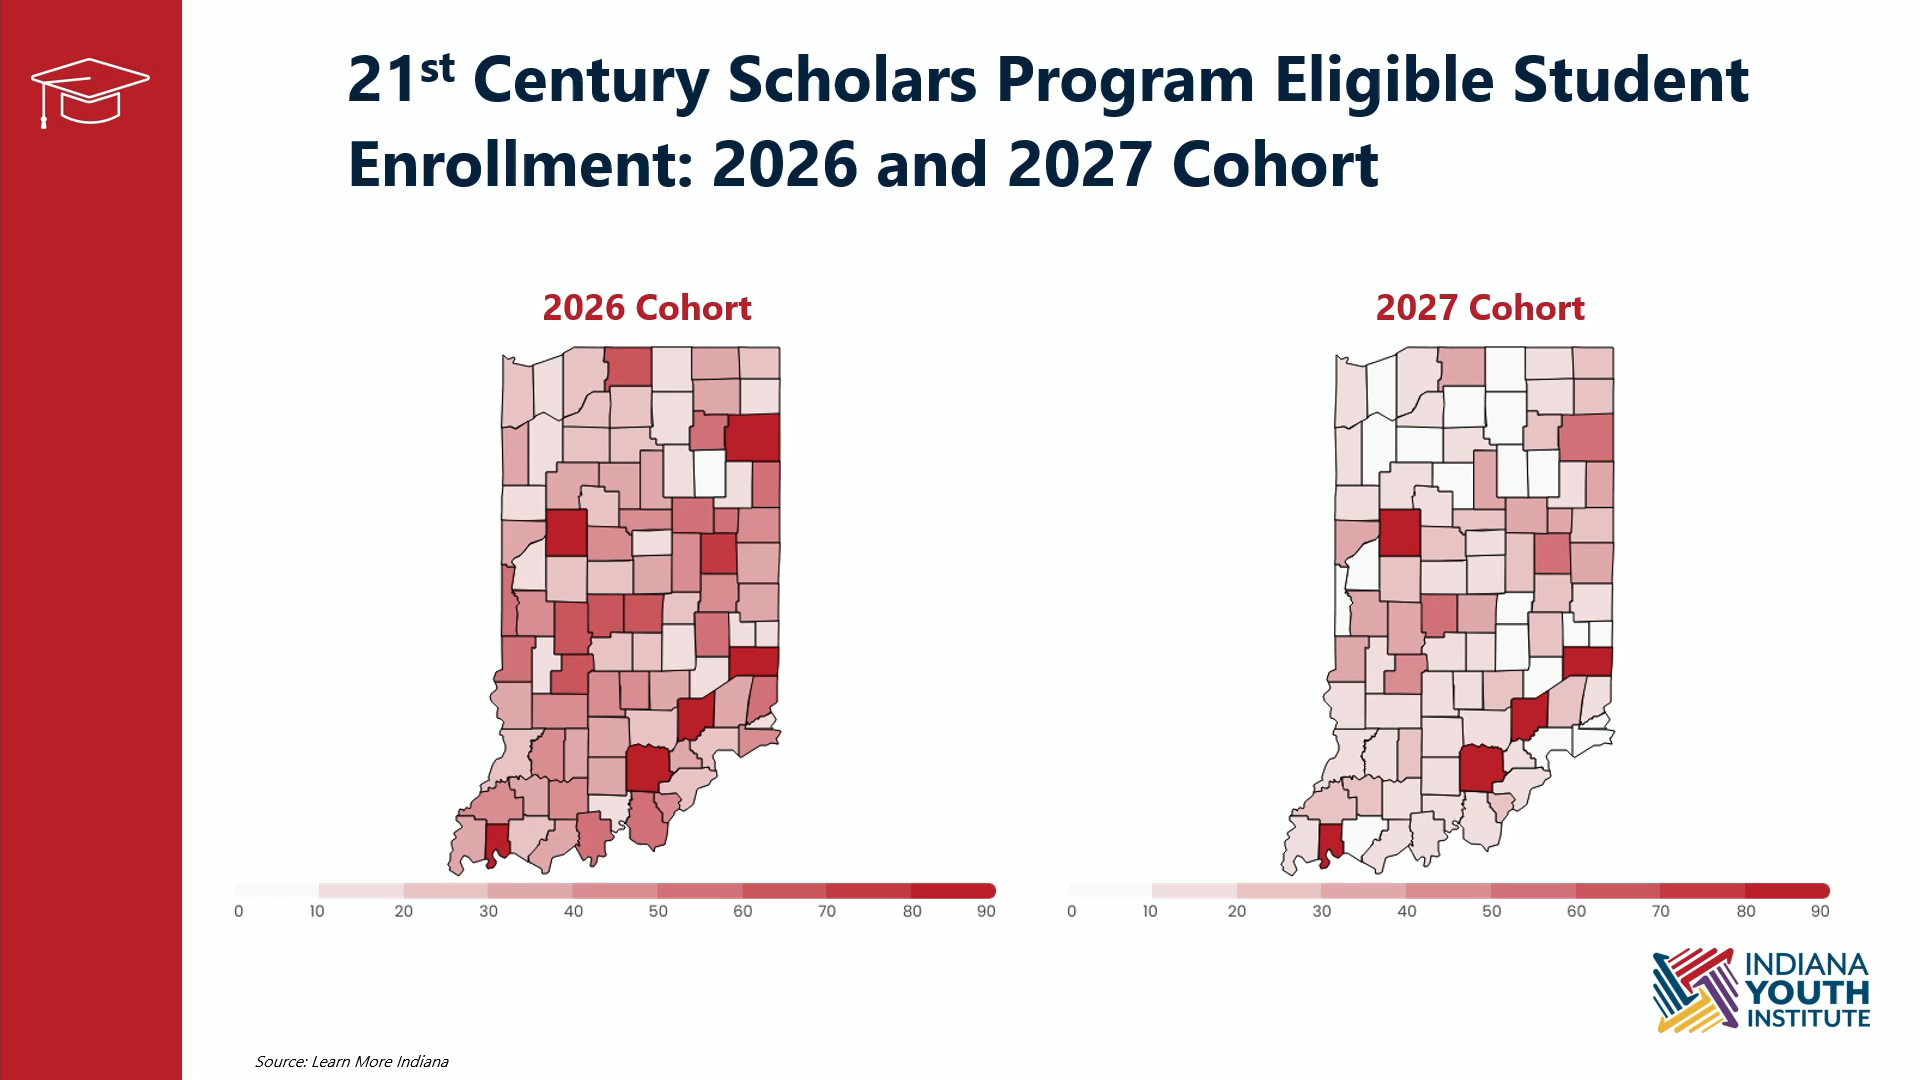 21st Century Scholars Program Eligible Student
Enrollment: 2026 and 2027 Cohort
2026 Cohort
0 10 20 30 40 50 60 70 80 90
2027 Cohort
0 10 20 30 40 50 60 70 80 90
INDIANA
YOUTH
INSTITUTE
Source: Learn More Indiana